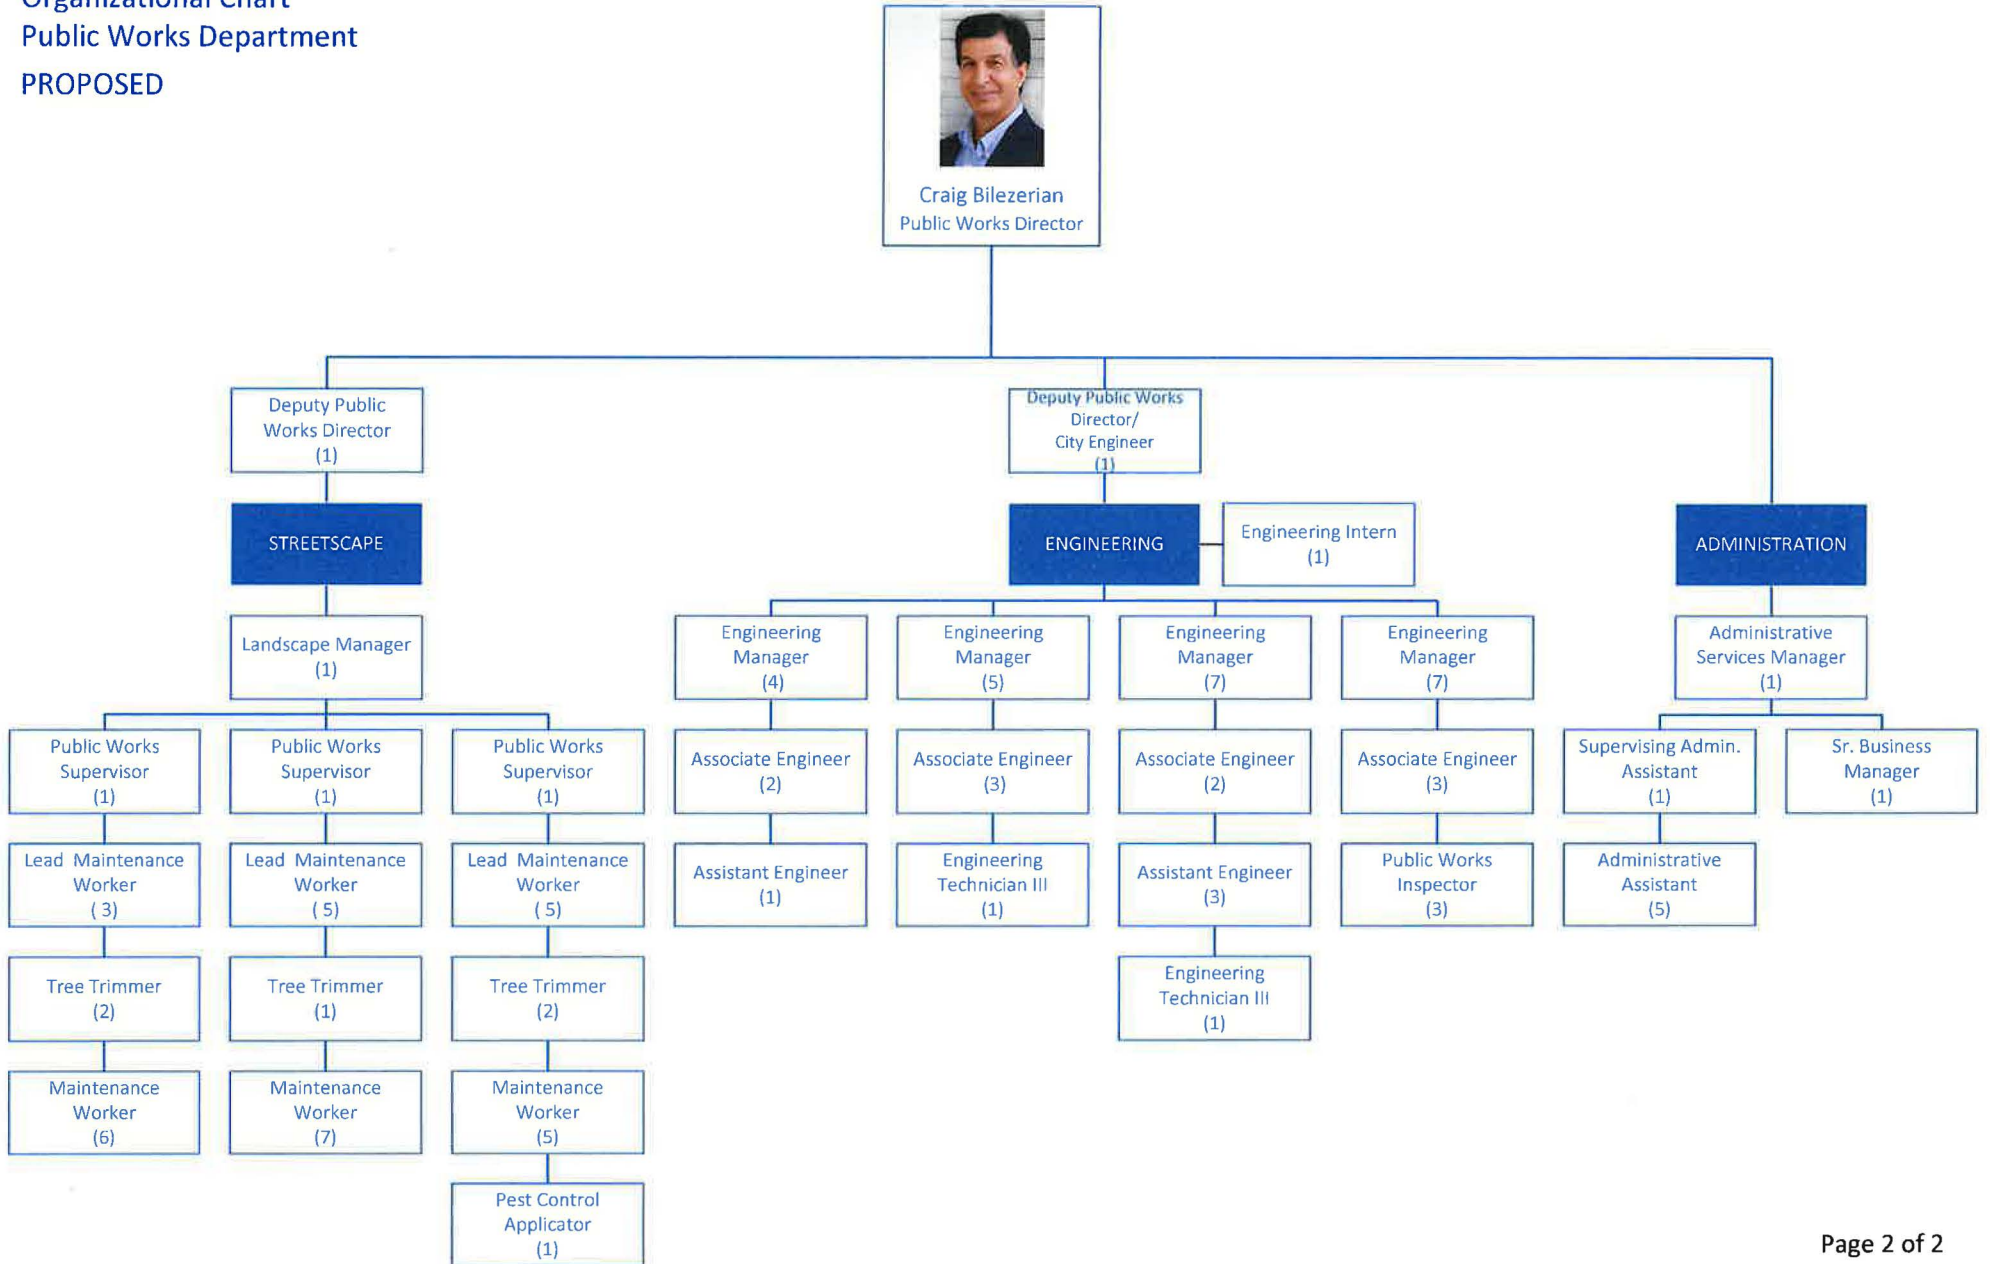 Organizational Chart
Public Works Department
PROPOSED
Craig Bilezerian
Public Works Director
Deputy Public
Works Director
(1)
Deputy Public Works
Director/
City Engineer
(1)
STREETSCAPE
ENGINEERING
Engineering Intern
(1)
ADMINISTRATION
Landscape Manager
(1)
Engineering
Manager
(4)
Engineering
Manager
(5)
Engineering
Manager
(7)
Engineering
Manager
(7)
Administrative
Services Manager
(1)
Public Works
Supervisor
(1)
Public Works
Supervisor
(1)
Public Works
Supervisor
(1)
Associate Engineer
(2)
Associate Engineer
(3)
Associate Engineer
(2)
Associate Engineer
(3)
Supervising Admin.
Assistant
(1)
Sr. Business
Manager
(1)
Lead Maintenance
Worker
( 3)
Lead Maintenance
Worker
( 5)
Lead Maintenance
Worker
( 5)
Assistant Engineer
(1)
Engineering
Technician III
(1)
Assistant Engineer
(3)
Public Works
Inspector
(3)
Administrative
Assistant
(5)
Tree Trimmer
(2)
Tree Trimmer
(1)
Tree Trimmer
(2)
Engineering
Technician III
(1)
Maintenance
Worker
(6)
Maintenance
Worker
(7)
Maintenance
Worker
(5)
Pest Control
Applicator
(1)
Page 2 of 2